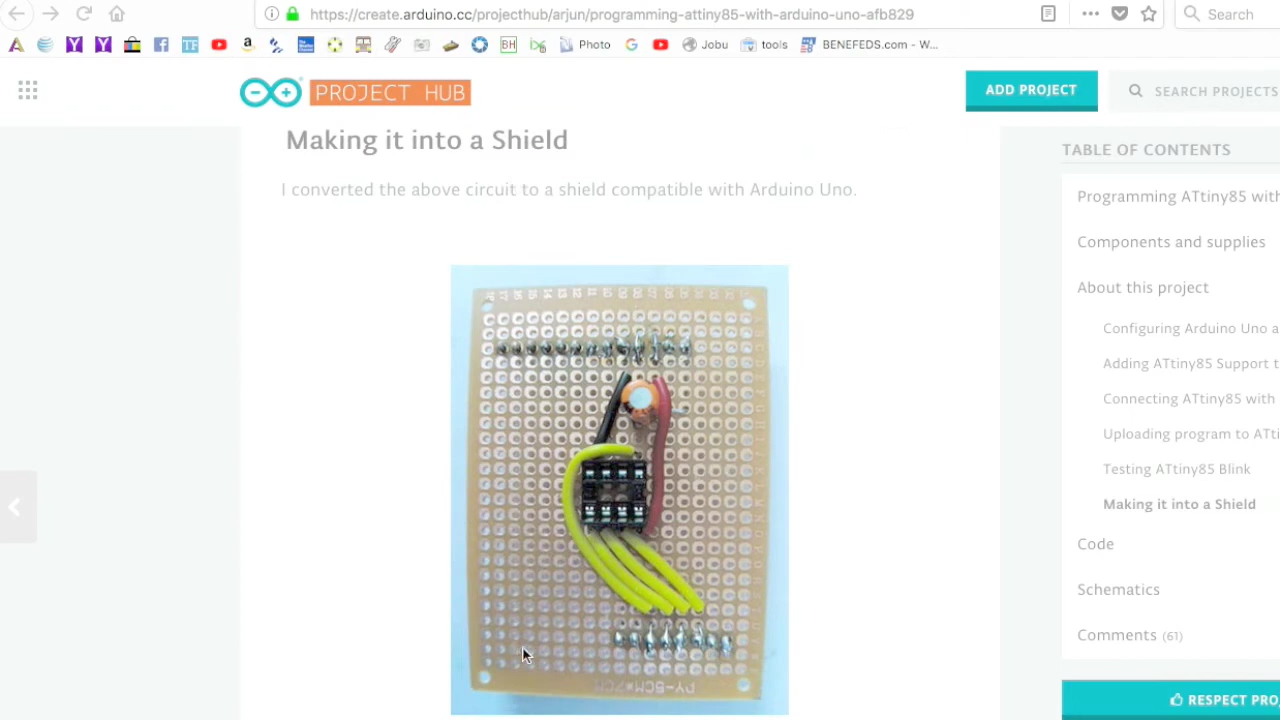 https://create.arduino.cc/projecthub/arjun/programming-attiny85-with-arduino-uno-afb829
Search
Photo
Jobu
tools
BENEFEDS.com - W...
PROJECT HUB
ADD PROJECT
SEARCH PROJECTS
Making it into a Shield
I converted the above circuit to a shield compatible with Arduino Uno.
TABLE OF CONTENTS
Programming ATtiny85 with
Components and supplies
About this project
Configuring Arduino Uno a
Adding ATtiny85 Support t
Connecting ATtiny85 with
Uploading program to ATti
Testing ATtiny85 Blink
Making it into a Shield
Code
Schematics
Comments (61)
RESPECT PRO